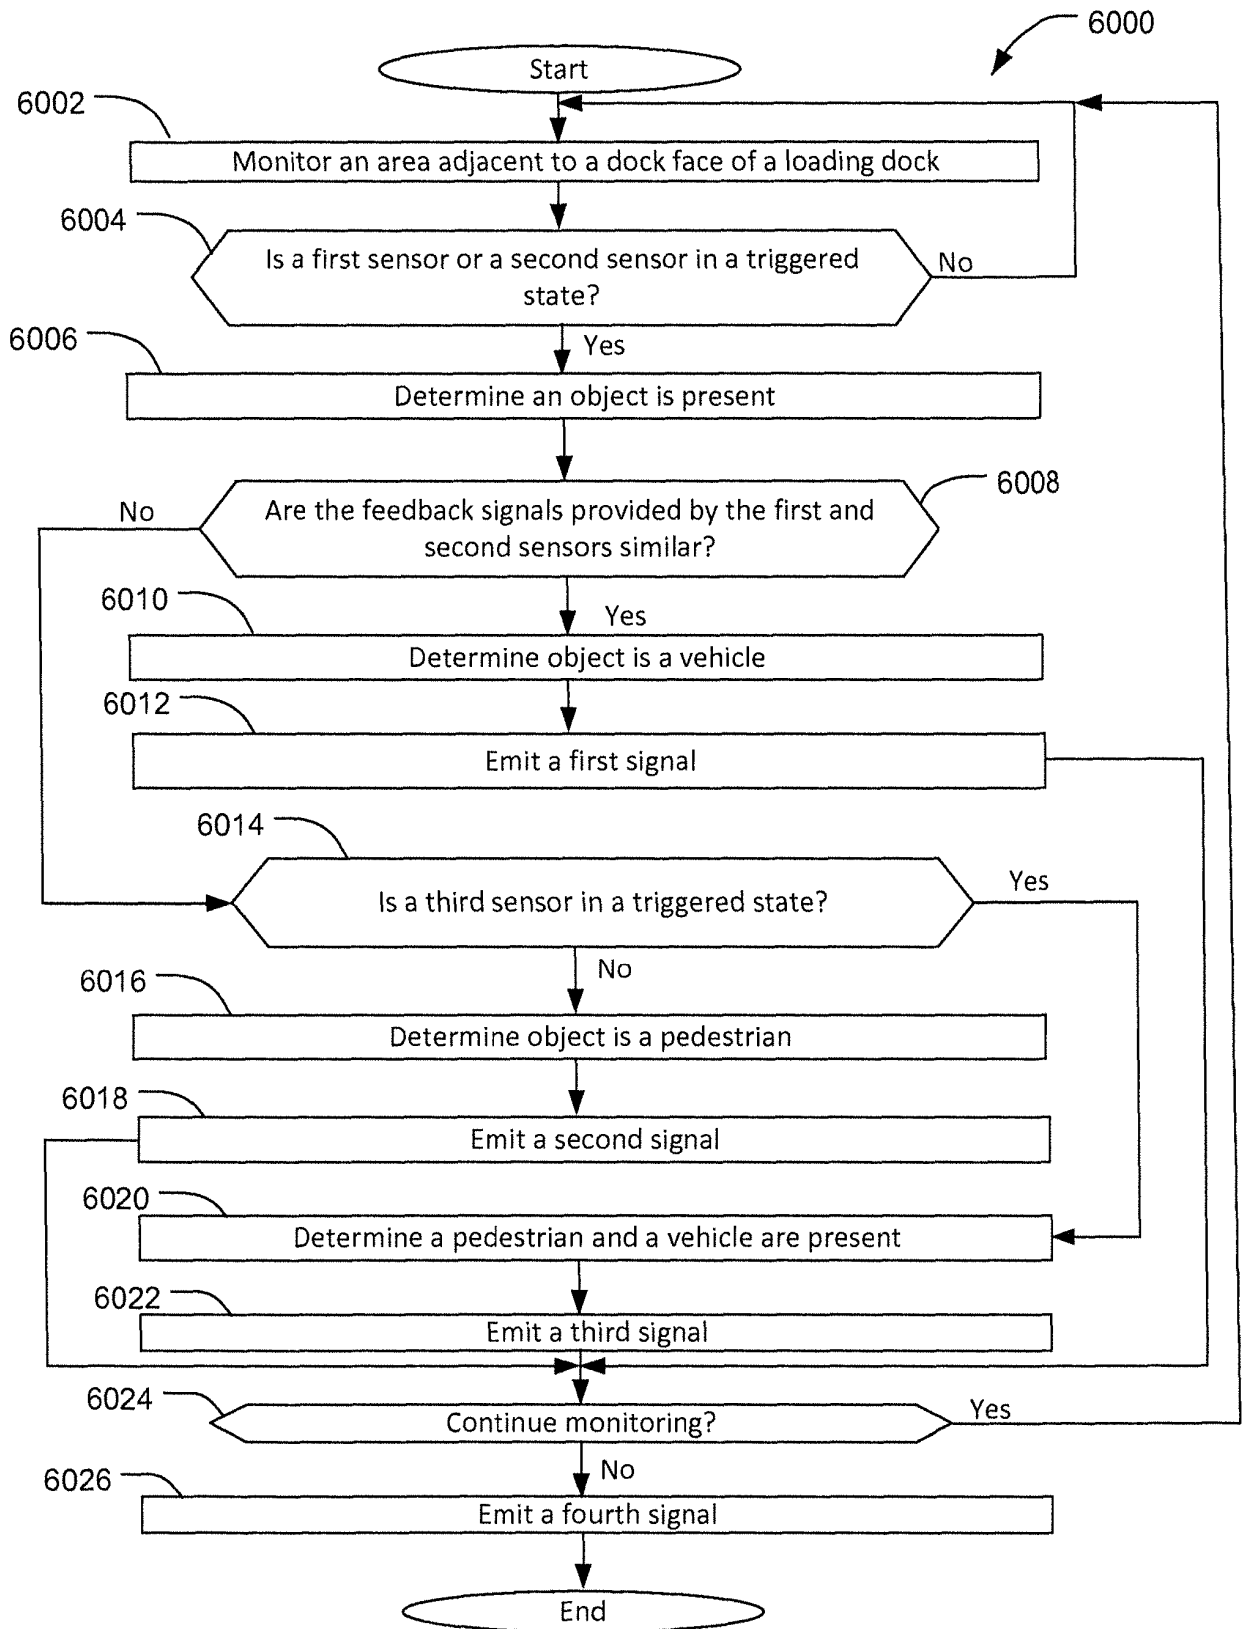 6000
Start
6002
Monitor an area adjacent to a dock face of a loading dock
6004
Is a first sensor or a second sensor in a triggered
state?
No
Yes
6006
Determine an object is present
6008
No
Are the feedback signals provided by the first and
second sensors similar?
6010
Yes
Determine object is a vehicle
6012
Emit a first signal
6014
Yes
Is a third sensor in a triggered state?
No
6016
Determine object is a pedestrian
6018
Emit a second signal
6020
Determine a pedestrian and a vehicle are present
6022
Emit a third signal
6024
Continue monitoring?
Yes
No
6026
Emit a fourth signal
End